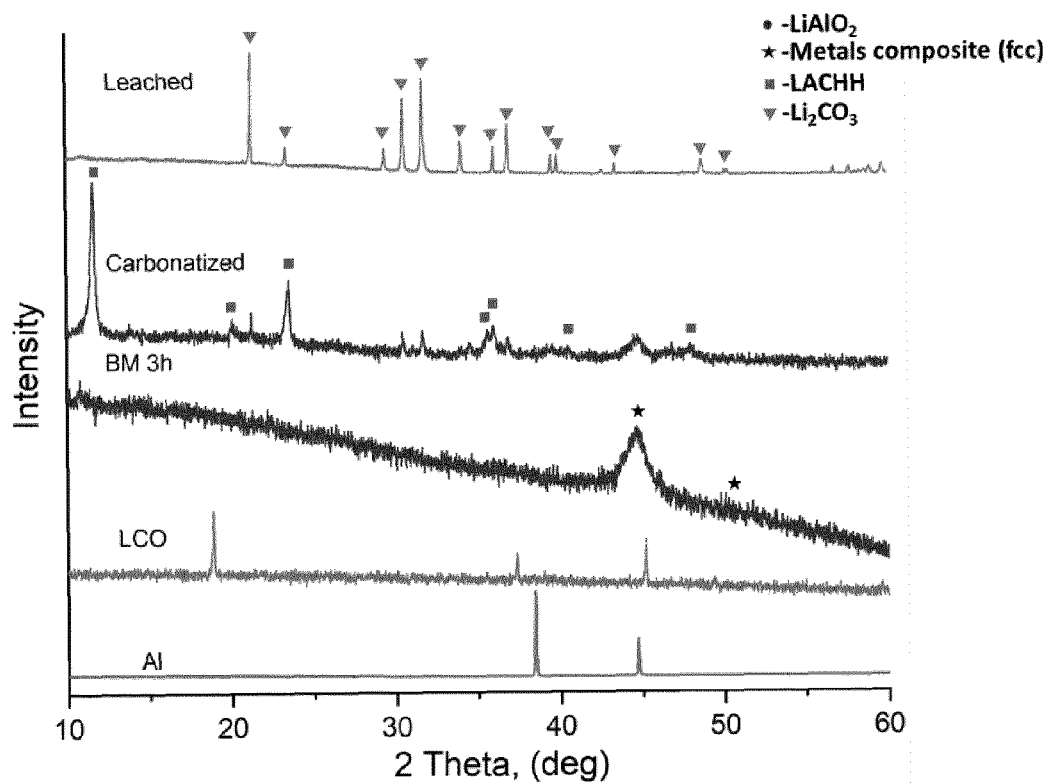 ● -LiAlO₂
★ -Metals composite (fcc)
■ -LACHH
▼ -Li₂CO₃
Leached
Carbonatized
BM 3h
LCO
Al
Intensity
10 20 30 40 50 60
2 Theta, (deg)